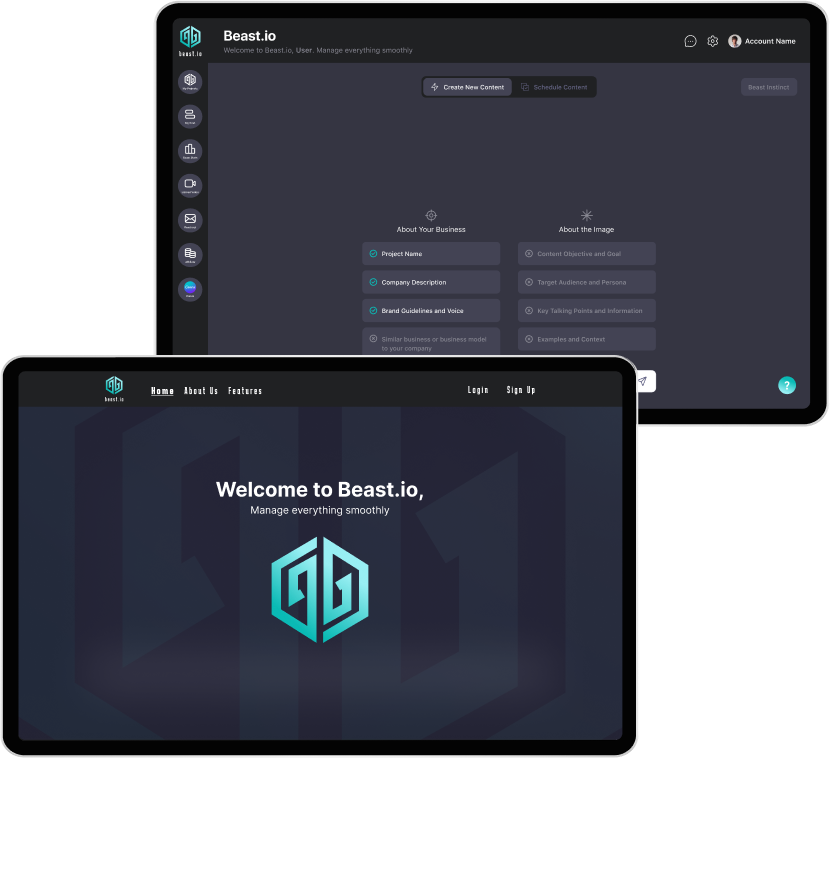 Beast.io
beast.io
Welcome to Beast.io, User. Manage everything smoothly
Account Name
Create New Content
Schedule Content
Beast Instinct
About Your Business
About the Image
Project Name
Content Objective and Goal
Company Description
Target Audience and Persona
Brand Guidelines and Voice
Key Talking Points and Information
Similar business or business model
to your company
Examples and Context
?
beast.io
Home
About Us
Features
Login
Sign Up
Welcome to Beast.io,
Manage everything smoothly